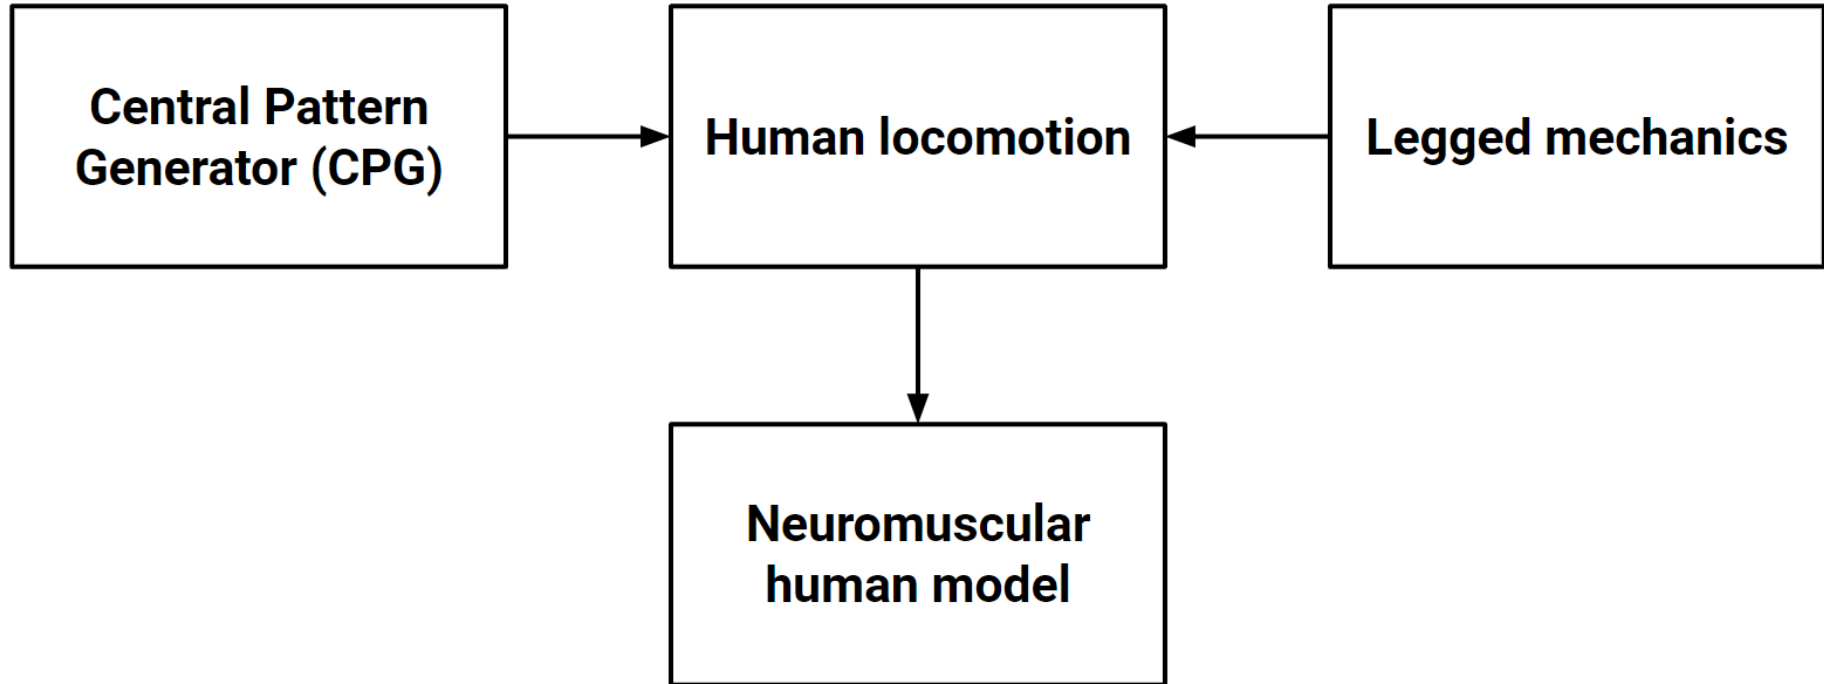 Central Pattern
Generator (CPG)
Human locomotion
Legged mechanics
Neuromuscular
human model